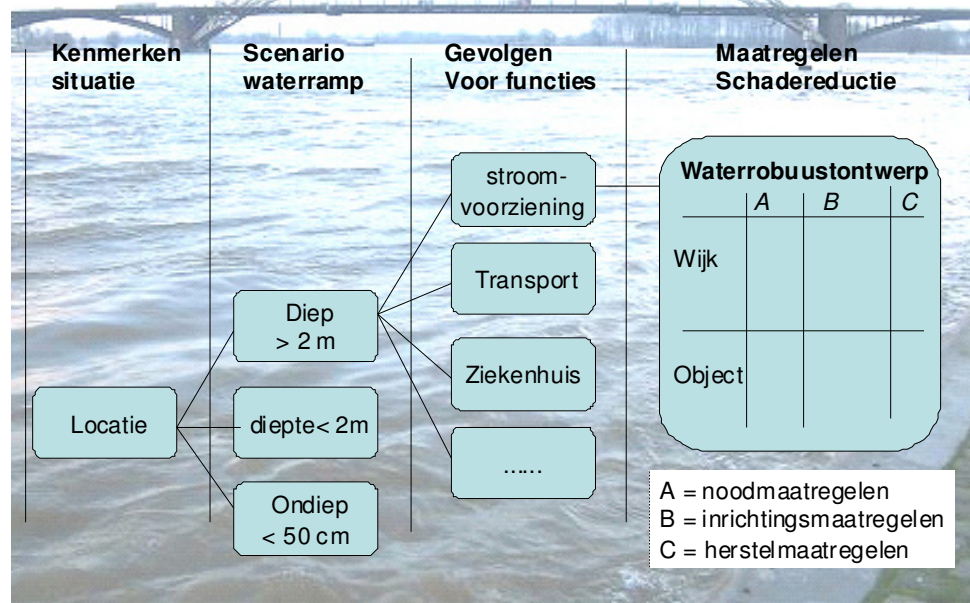 Kenmerken
situatie
Scenario
waterramp
Gevolgen
Voor functies
Maatregelen
Schadereductie
Locatie
Diep
> 2 m
diepte< 2m
Ondiep
< 50 cm
stroom-
voorziening
Transport
Ziekenhuis
......
Waterrobuustontwerp
A B C
Wijk
Object
A = noodmaatregelen
B = inrichtingsmaatregelen
C = herstelmaatregelen